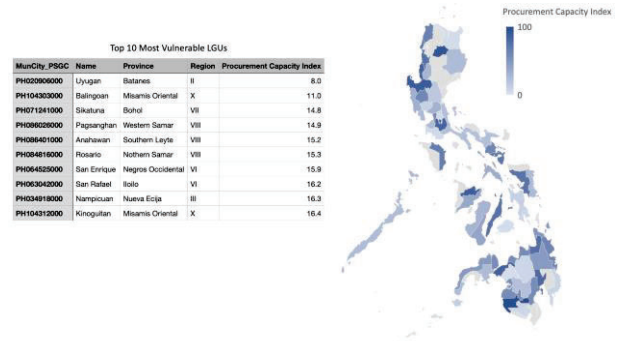 Procurement Capacity Index
100
0
Top 10 Most Vulnerable LGUs
MunCity_PSGC Name Province Region Procurement Capacity Index
PH020906000 Uyugan Batanes II 8.0
PH104303000 Balingoan Misamis Oriental X 11.0
PH071241000 Sikatuna Bohol VII 14.8
PH086026000 Pagsanghan Western Samar VIII 14.9
PH086401000 Anahawan Southern Leyte VIII 15.2
PH084816000 Rosario Nothern Samar VIII 15.3
PH064525000 San Enrique Negros Occidental VI 15.9
PH063042000 San Rafael Iloilo VI 16.2
PH034918000 Nampicuan Nueva Ecija III 16.3
PH104312000 Kinoguitan Misamis Oriental X 16.4